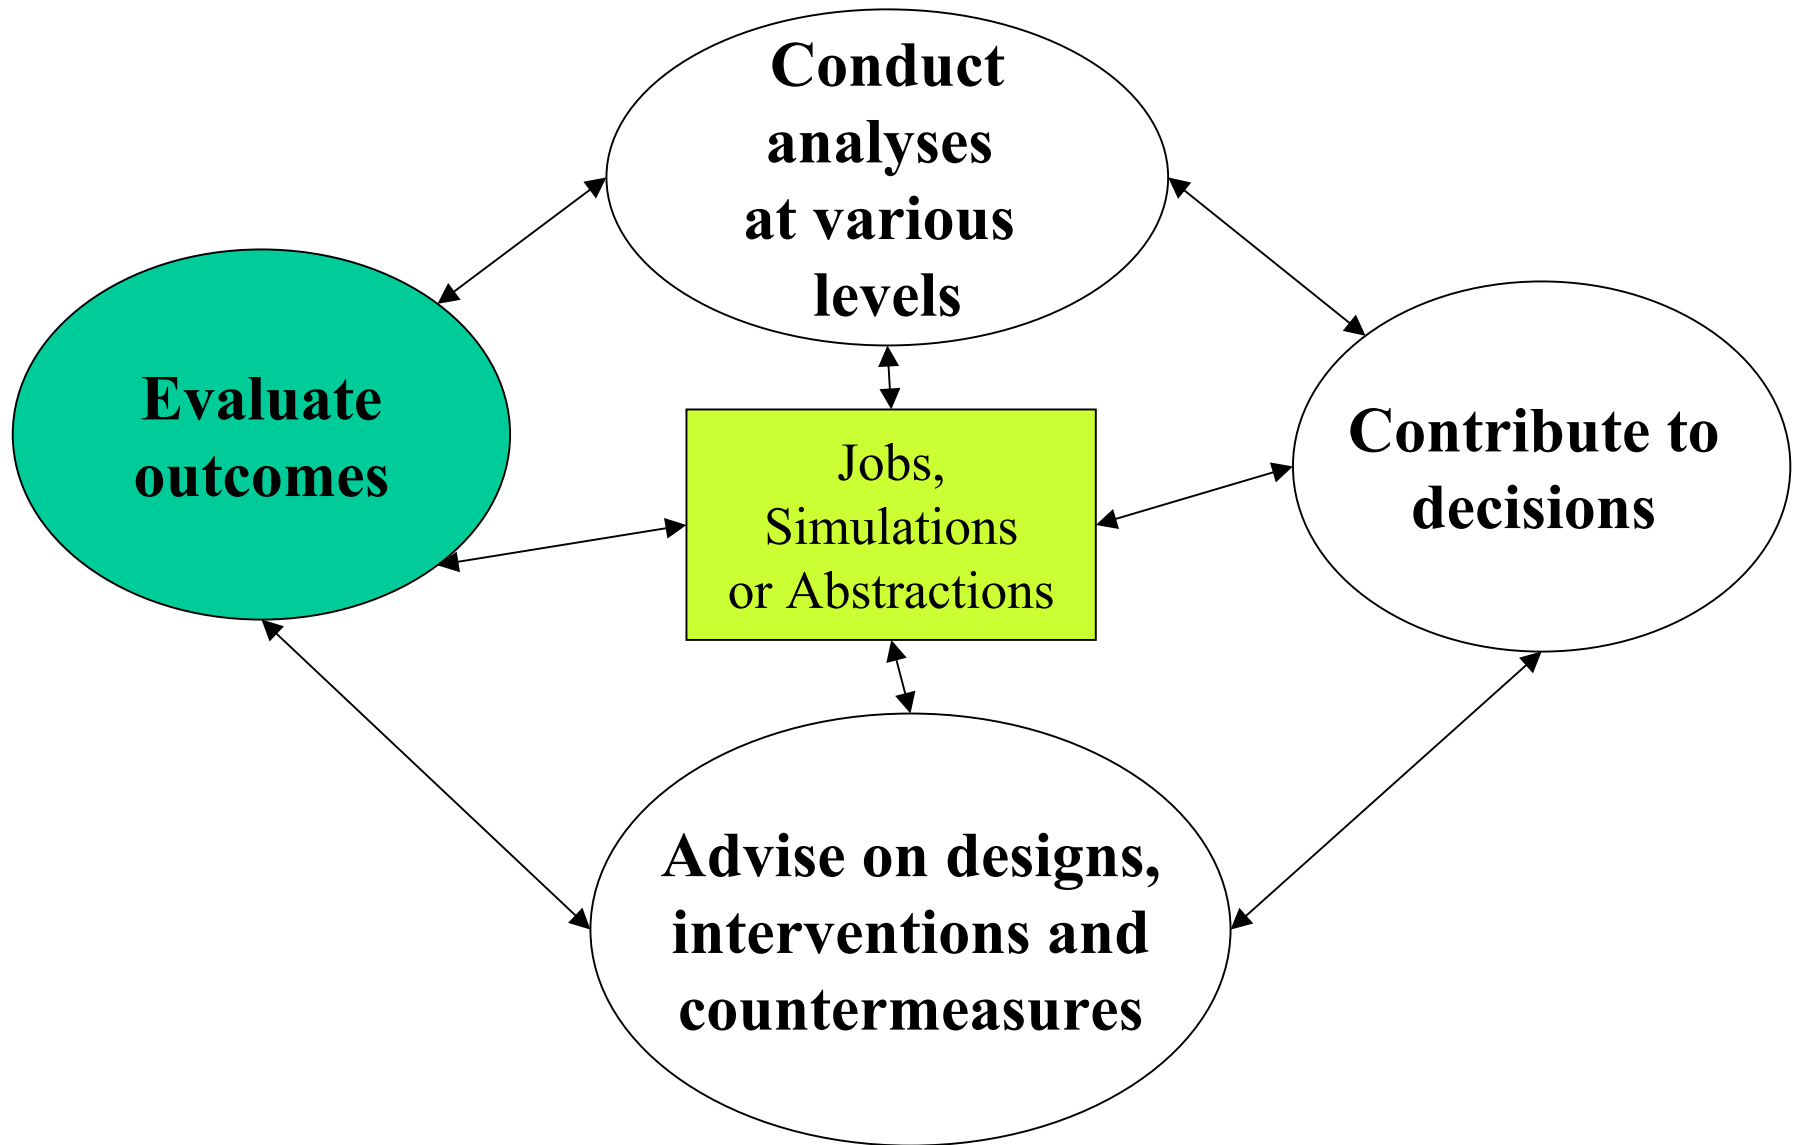 Conduct
analyses
at various
levels
Evaluate
outcomes
Jobs,
Simulations
or Abstractions
Contribute to
decisions
Advise on designs,
interventions and
countermeasures